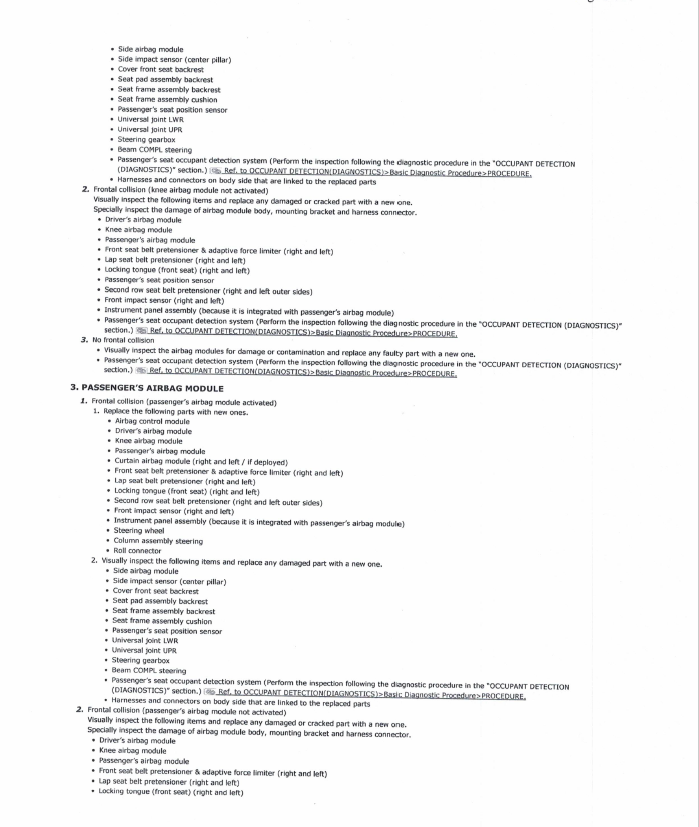 • Side airbag module
• Side impact sensor (center pillar)
• Cover front seat backrest
• Seat pad assembly backrest
• Seat frame assembly backrest
• Seat frame assembly cushion
• Passenger's seat position sensor
• Universal joint LWR
• Universal joint UPR
• Steering gearbox
• Beam COMPL steering
• Passenger's seat occupant detection system (Perform the inspection following the diagnostic procedure in the "OCCUPANT DETECTION
(DIAGNOSTICS)" section.) Ref. to OCCUPANT DETECTION(DIAGNOSTICS)>Basic Diagnostic Procedure>PROCEDURE.
• Harnesses and connectors on body side that are linked to the replaced parts
2. Frontal collision (knee airbag module not activated)
Visually inspect the following items and replace any damaged or cracked part with a new one.
Specially inspect the damage of airbag module body, mounting bracket and harness connector.
• Driver's airbag module
• Knee airbag module
• Passenger's airbag module
• Front seat belt pretensioner & adaptive force limiter (right and left)
• Lap seat belt pretensioner (right and left)
• Locking tongue (front seat) (right and left)
• Passenger's seat position sensor
• Second row seat belt pretensioner (right and left outer sides)
• Front impact sensor (right and left)
• Instrument panel assembly (because it is integrated with passenger's airbag module)
• Passenger's seat occupant detection system (Perform the inspection following the diagnostic procedure in the "OCCUPANT DETECTION (DIAGNOSTICS)"
section.) Ref. to OCCUPANT DETECTION(DIAGNOSTICS)>Basic Diagnostic Procedure>PROCEDURE.
3. No frontal collision
• Visually inspect the airbag modules for damage or contamination and replace any faulty part with a new one.
• Passenger's seat occupant detection system (Perform the inspection following the diagnostic procedure in the "OCCUPANT DETECTION (DIAGNOSTICS)"
section.) Ref. to OCCUPANT DETECTION(DIAGNOSTICS)>Basic Diagnostic Procedure>PROCEDURE.
3. PASSENGER'S AIRBAG MODULE
1. Frontal collision (passenger's airbag module activated)
1. Replace the following parts with new ones.
• Airbag control module
• Driver's airbag module
• Knee airbag module
• Passenger's airbag module
• Curtain airbag module (right and left / if deployed)
• Front seat belt pretensioner & adaptive force limiter (right and left)
• Lap seat belt pretensioner (right and left)
• Locking tongue (front seat) (right and left)
• Second row seat belt pretensioner (right and left outer sides)
• Front impact sensor (right and left)
• Instrument panel assembly (because it is integrated with passenger's airbag module)
• Steering wheel
• Column assembly steering
• Roll connector
2. Visually inspect the following items and replace any damaged part with a new one.
• Side airbag module
• Side impact sensor (center pillar)
• Cover front seat backrest
• Seat pad assembly backrest
• Seat frame assembly backrest
• Seat frame assembly cushion
• Passenger's seat position sensor
• Universal joint LWR
• Universal joint UPR
• Steering gearbox
• Beam COMPL steering
• Passenger's seat occupant detection system (Perform the inspection following the diagnostic procedure in the "OCCUPANT DETECTION
(DIAGNOSTICS)" section.) Ref. to OCCUPANT DETECTION(DIAGNOSTICS)>Basic Diagnostic Procedure>PROCEDURE.
• Harnesses and connectors on body side that are linked to the replaced parts
2. Frontal collision (passenger's airbag module not activated)
Visually inspect the following items and replace any damaged or cracked part with a new one.
Specially inspect the damage of airbag module body, mounting bracket and harness connector.
• Driver's airbag module
• Knee airbag module
• Passenger's airbag module
• Front seat belt pretensioner & adaptive force limiter (right and left)
• Lap seat belt pretensioner (right and left)
• Locking tongue (front seat) (right and left)